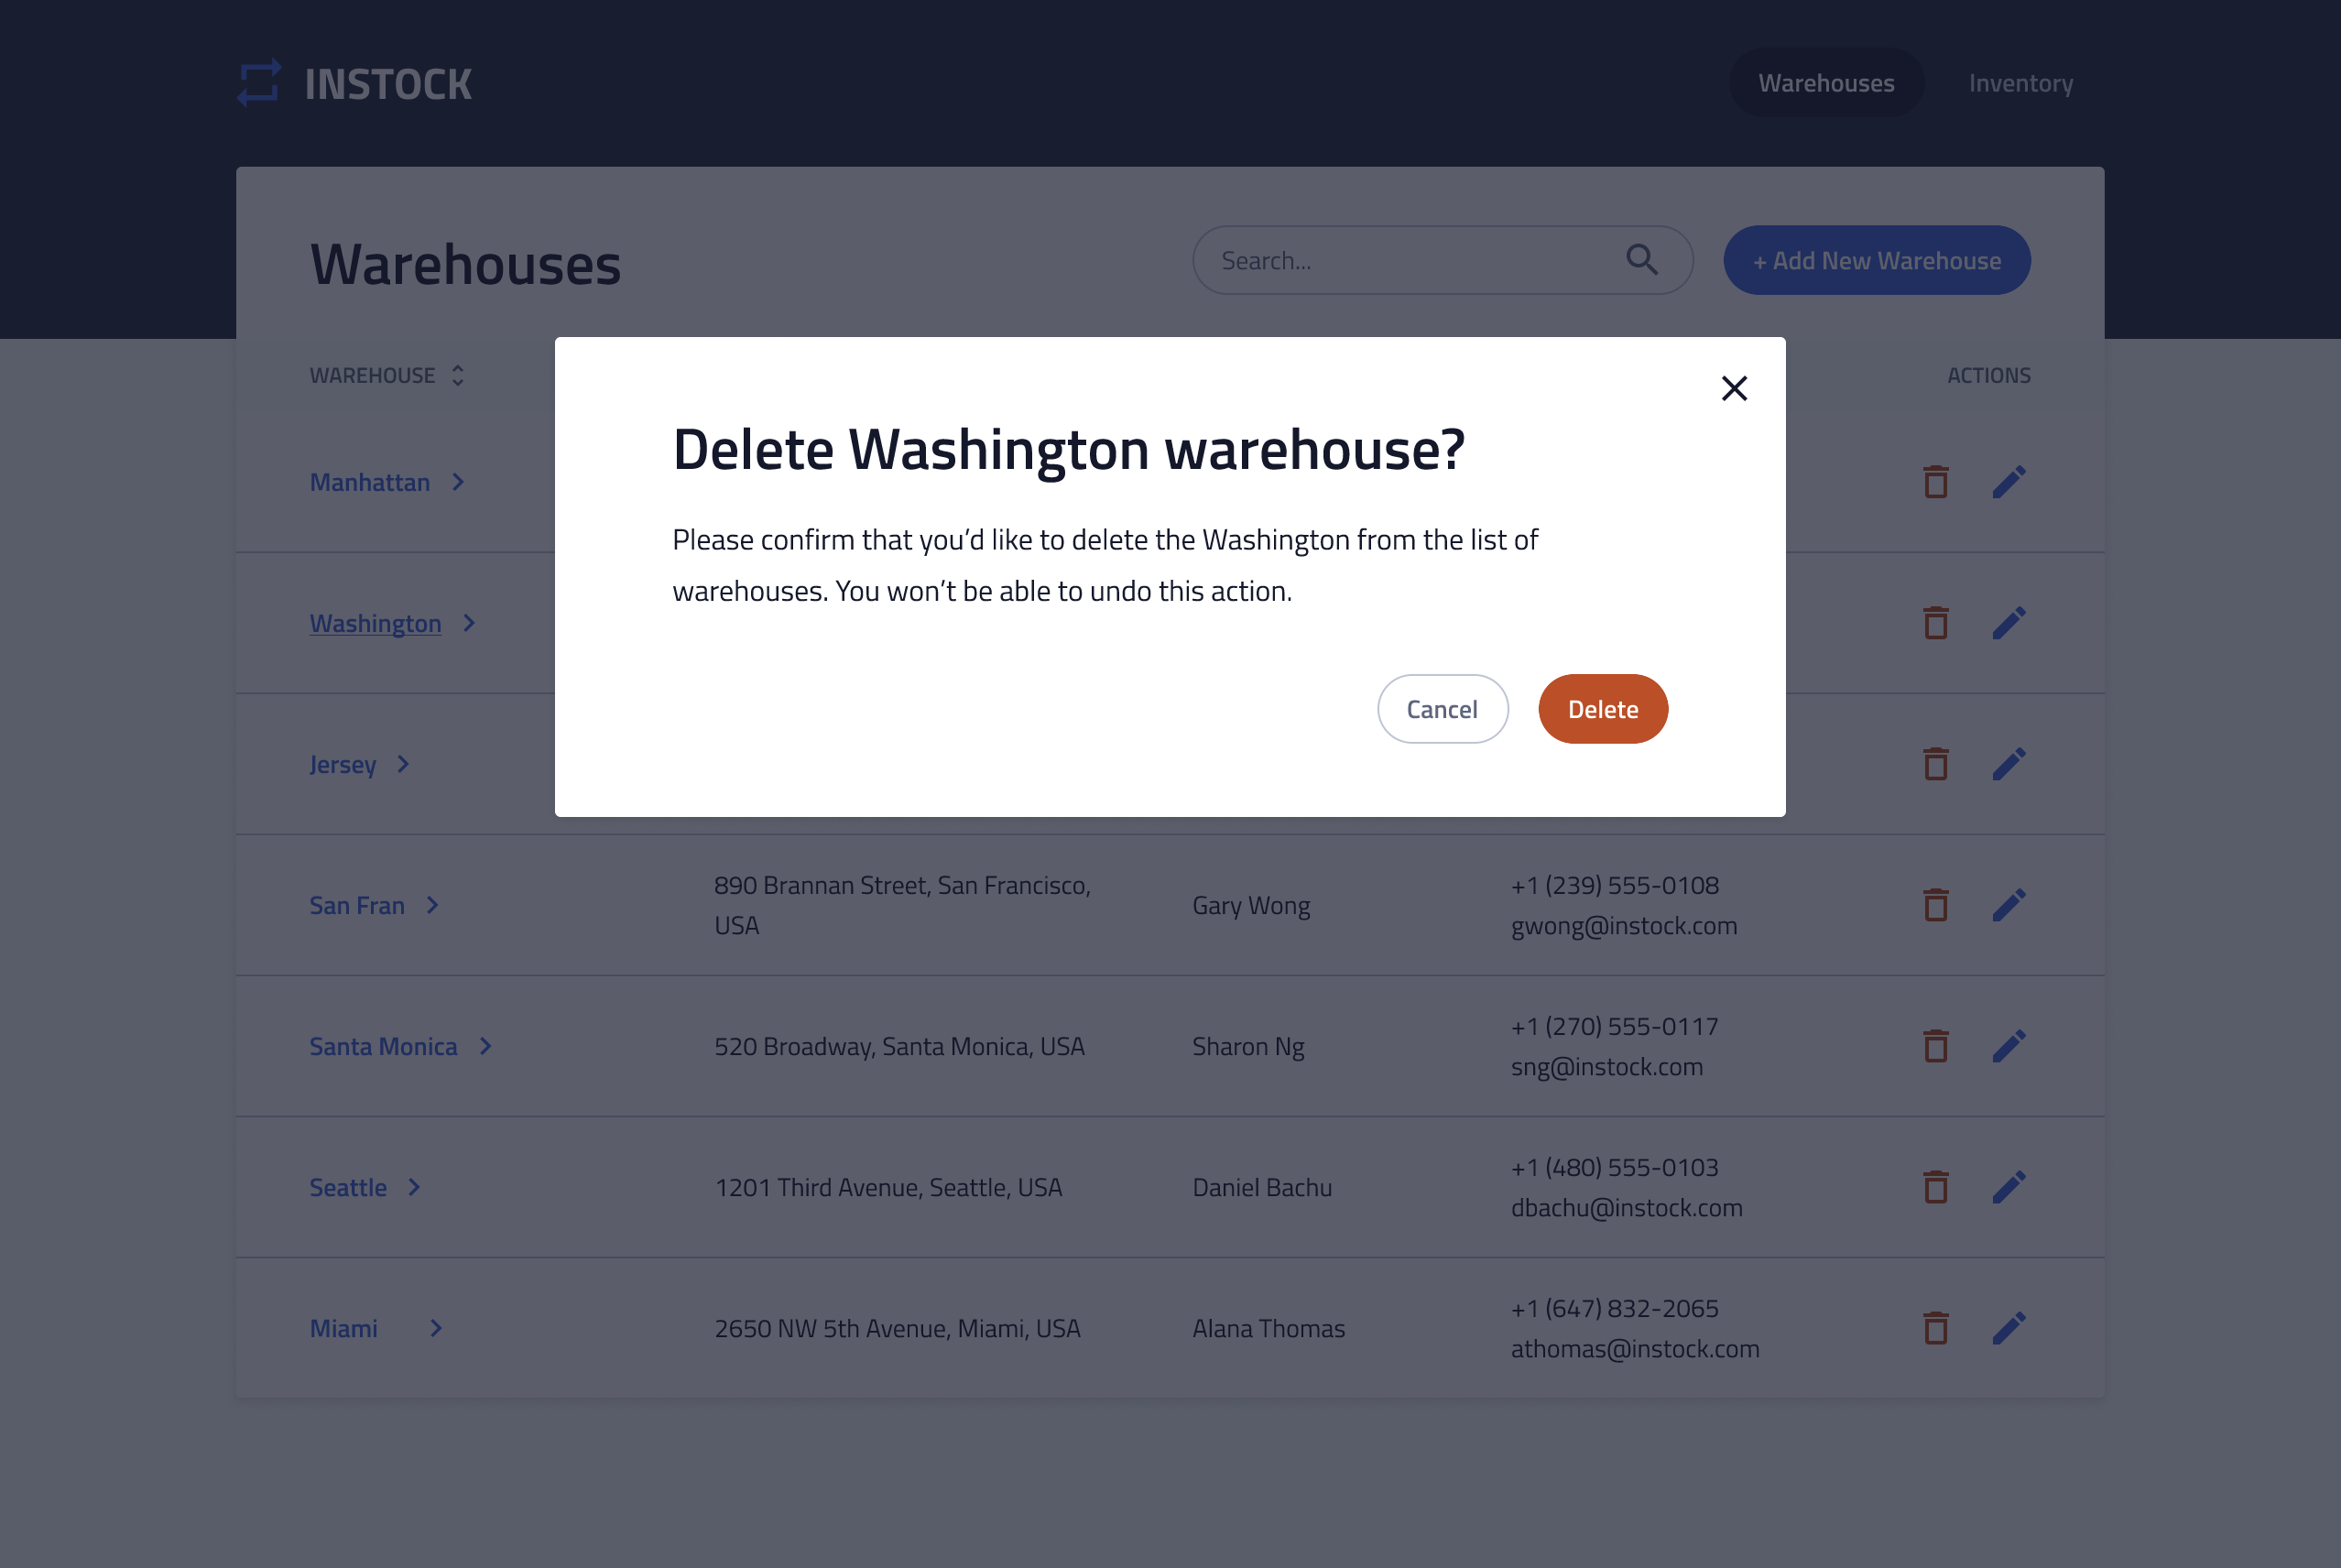 INSTOCK
Warehouses
Inventory
Warehouses
Search...
+ Add New Warehouse
WAREHOUSE
ACTIONS
Delete Washington warehouse?
Please confirm that you’d like to delete the Washington from the list of
warehouses. You won’t be able to undo this action.
Cancel
Delete
Manhattan
Washington
Jersey
San Fran
890 Brannan Street, San Francisco,
USA
Gary Wong
+1 (239) 555-0108
gwong@instock.com
Santa Monica
520 Broadway, Santa Monica, USA
Sharon Ng
+1 (270) 555-0117
sng@instock.com
Seattle
1201 Third Avenue, Seattle, USA
Daniel Bachu
+1 (480) 555-0103
dbachu@instock.com
Miami
2650 NW 5th Avenue, Miami, USA
Alana Thomas
+1 (647) 832-2065
athomas@instock.com